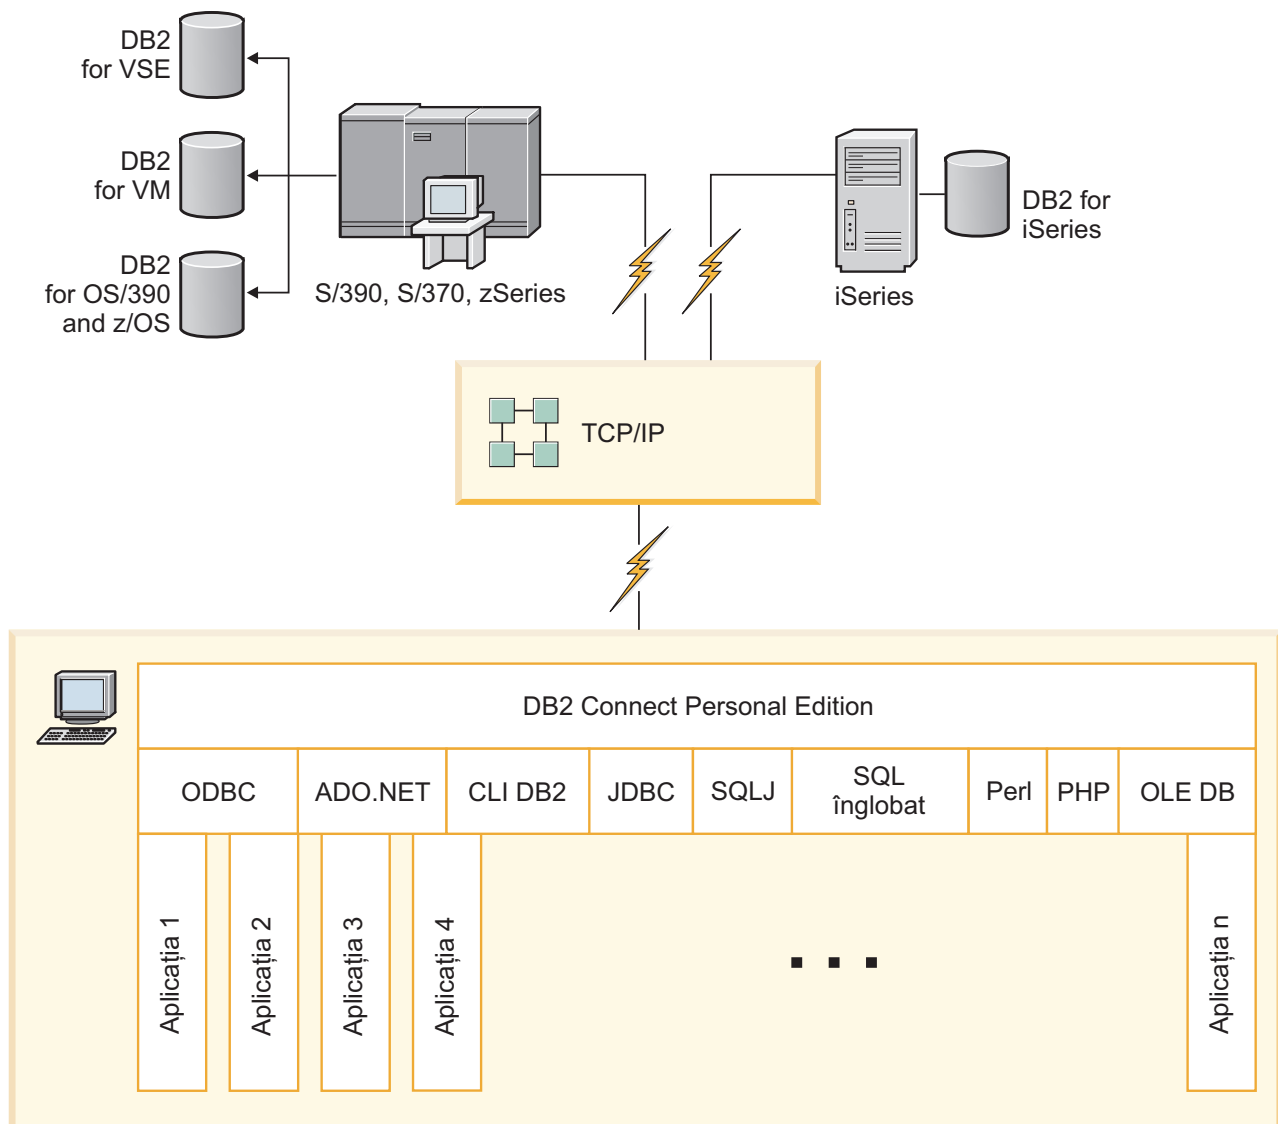 DB2
for VSE
DB2
for VM
DB2
for OS/390
and z/OS
S/390, S/370, zSeries
iSeries
DB2 for
iSeries
TCP/IP
DB2 Connect Personal Edition
ODBC
ADO.NET
CLI DB2
JDBC
SQLJ
SQL
înglobat
Perl
PHP
OLE DB
Aplicația 1
Aplicația 2
Aplicația 3
Aplicația 4
. . .
Aplicația n